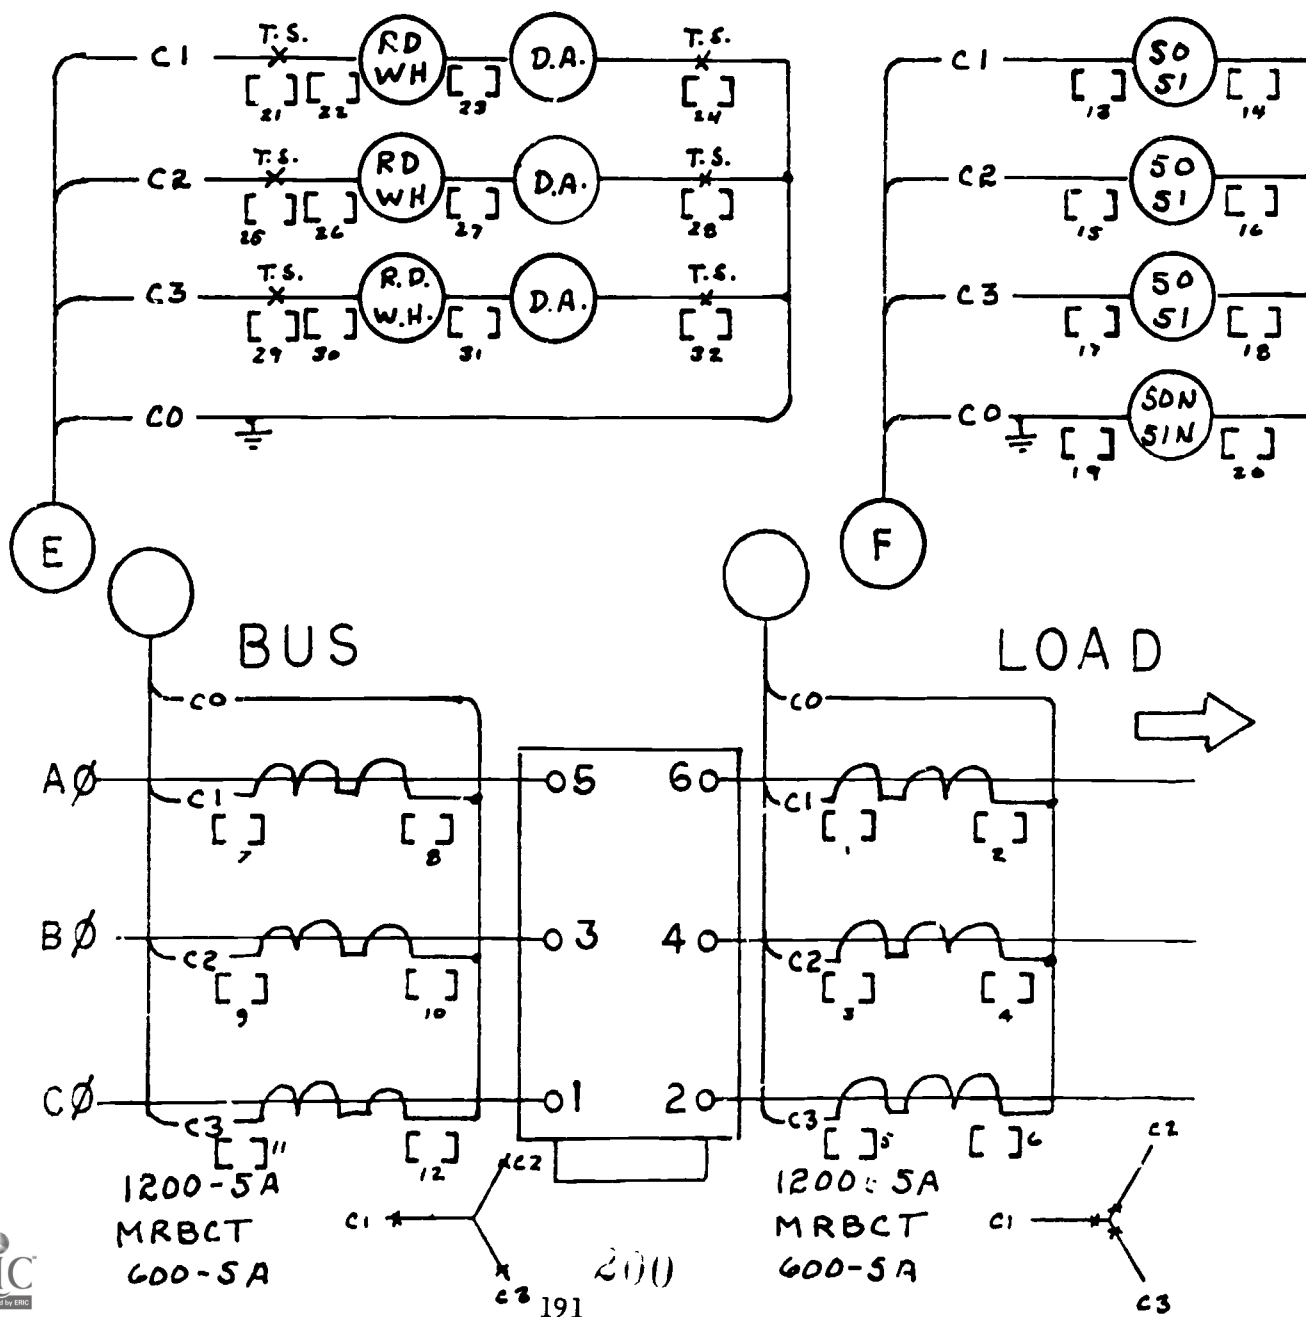 C1 T.S. RD WH D.A. T.S. C1 50 51
[ ] 21 [ ] 22 [ ] 23 [ ] 24 [ ] 13 [ ] 14
C2 T.S. RD WH D.A. T.S. C2 50 51
[ ] 25 [ ] 26 [ ] 27 [ ] 28 [ ] 15 [ ] 16
C3 T.S. R.D. W.H. D.A. T.S. C3 50 51
[ ] 29 [ ] 30 [ ] 31 [ ] 32 [ ] 17 [ ] 18
C0 C0 50N 51N
[ ] 19 [ ] 20
E F
BUS LOAD
C0 C0
AØ C1 5 6 C1
[ ] 7 [ ] 8 [ ] 1 [ ] 2
BØ C2 3 4 C2
[ ] 9 [ ] 10 [ ] 3 [ ] 4
CØ C3 1 2 C3
[ ] 11 [ ] 12 [ ] 5 [ ] 6
1200-5A
MRBCT
600-5A
C1 C2 C3
1200-5A
MRBCT
600-5A
C1 C2 C3
200
191